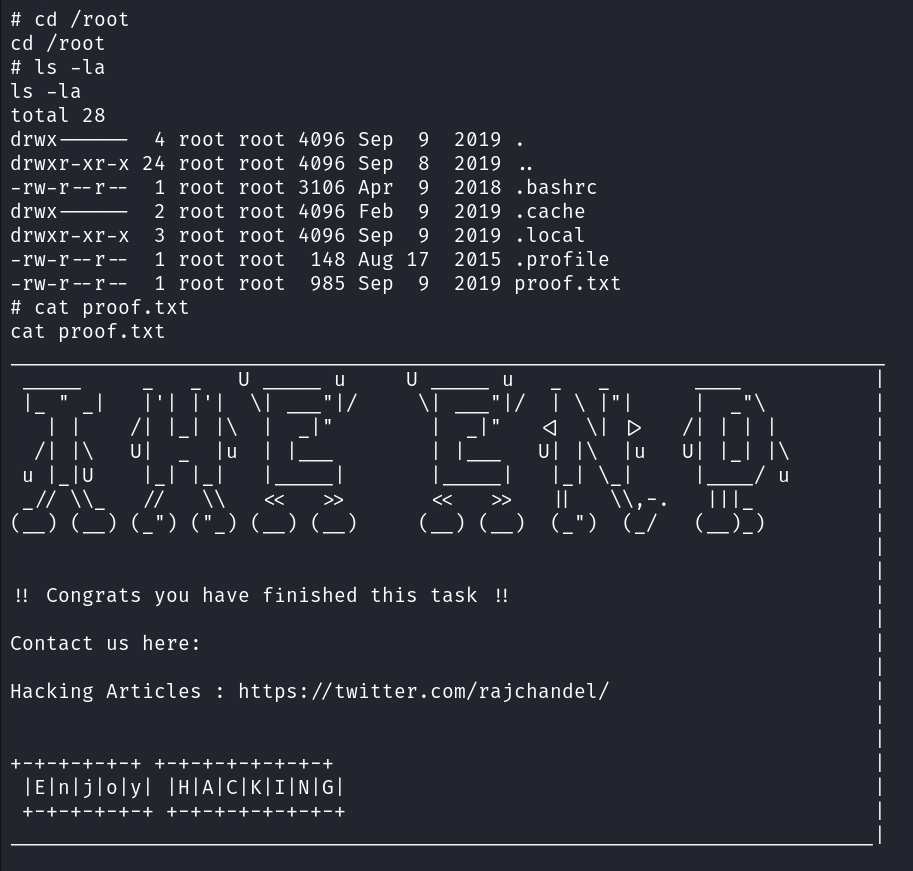 # cd /root
cd /root
# ls -la
ls -la
total 28
drwx------  4 root root 4096 Sep  9  2019 .
drwxr-xr-x 24 root root 4096 Sep  8  2019 ..
-rw-r--r--  1 root root 3106 Apr  9  2018 .bashrc
drwx------  2 root root 4096 Feb  9  2019 .cache
drwxr-xr-x  3 root root 4096 Sep  9  2019 .local
-rw-r--r--  1 root root  148 Aug 17  2015 .profile
-rw-r--r--  1 root root  985 Sep  9  2019 proof.txt
# cat proof.txt
cat proof.txt
THE END
!! Congrats you have finished this task !!
Contact us here:
Hacking Articles : https://twitter.com/rajchandel/
+-+-+-+-+-+ +-+-+-+-+-+-+-+
|E|n|j|o|y| |H|A|C|K|I|N|G|
+-+-+-+-+-+ +-+-+-+-+-+-+-+